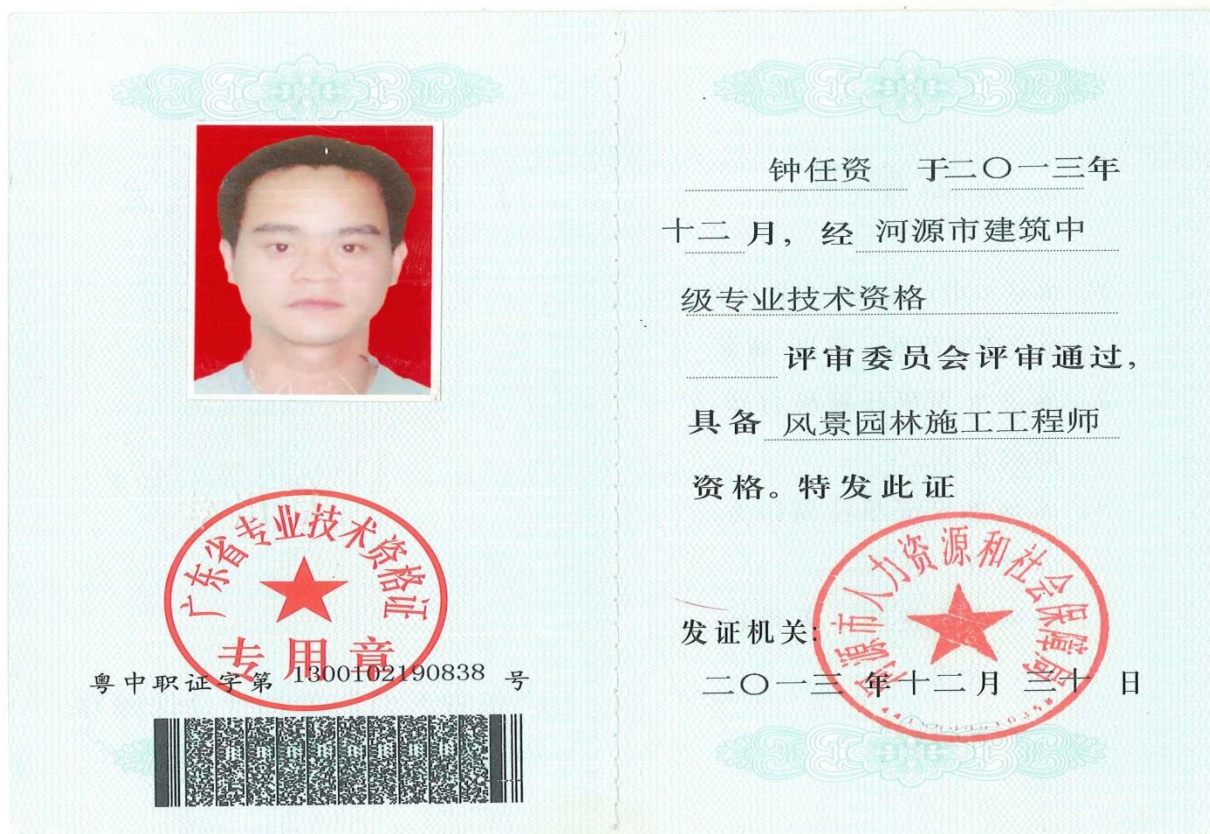 广东省专业技术资格证
专用章
粤中职证字第 1300102190838 号
钟任资 于二〇一三年
十二月，经 河源市建筑中
级专业技术资格
评审委员会评审通过，
具备 风景园林施工工程师
资格。特发此证
河源市人力资源和社会保障局
发证机关:
二〇一三 年十二月 三十 日